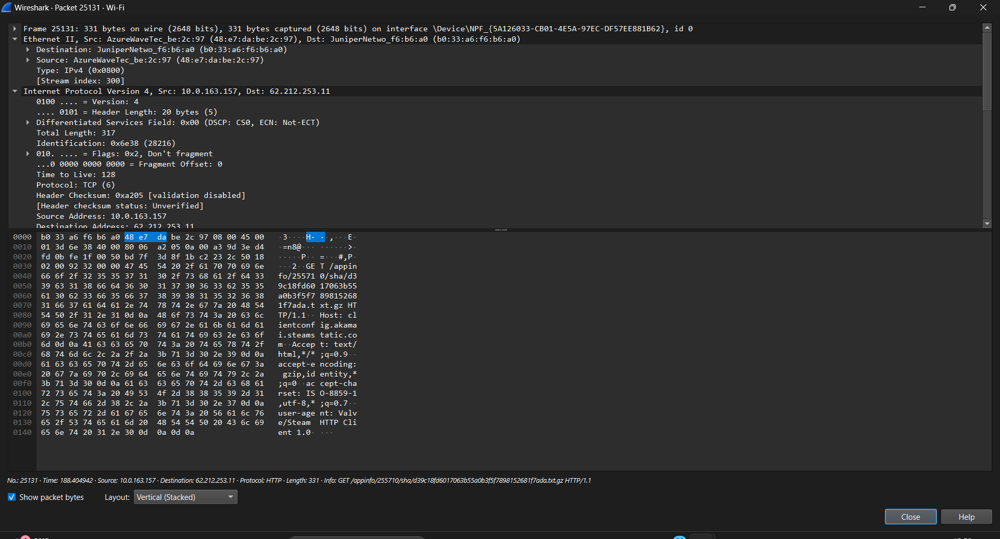 Wireshark · Packet 25131 · Wi-Fi
Frame 25131: 331 bytes on wire (2648 bits), 331 bytes captured (2648 bits) on interface \Device\NPF_{5A126033-CB01-4E5A-97EC-DF57EE881B62}, id 0
Ethernet II, Src: AzureWaveTec_be:2c:97 (48:e7:da:be:2c:97), Dst: JuniperNetwo_f6:b6:a0 (b0:33:a6:f6:b6:a0)
Destination: JuniperNetwo_f6:b6:a0 (b0:33:a6:f6:b6:a0)
Source: AzureWaveTec_be:2c:97 (48:e7:da:be:2c:97)
Type: IPv4 (0x0800)
[Stream index: 300]
Internet Protocol Version 4, Src: 10.0.163.157, Dst: 62.212.253.11
0100 .... = Version: 4
.... 0101 = Header Length: 20 bytes (5)
Differentiated Services Field: 0x00 (DSCP: CS0, ECN: Not-ECT)
Total Length: 317
Identification: 0x6e38 (28216)
010. .... = Flags: 0x2, Don't fragment
...0 0000 0000 0000 = Fragment Offset: 0
Time to Live: 128
Protocol: TCP (6)
Header Checksum: 0xa205 [validation disabled]
[Header checksum status: Unverified]
Source Address: 10.0.163.157
Destination Address: 62.212.253.11
0000 b0 33 a6 f6 b6 a0 48 e7 da be 2c 97 08 00 45 00 ·3····H· ··,···E·
0010 01 3d 6e 38 40 00 80 06 a2 05 0a 00 a3 9d 3e d4 ·=n8@··· ······>·
0020 fd 0b fe 1f 00 50 bd 7f 3d 8f 1b c2 23 2c 50 18 ·····P·· =···#,P·
0030 02 00 92 32 00 00 47 45 54 20 2f 61 70 70 69 6e ···2··GE T /appin
0040 66 6f 2f 32 35 35 37 31 30 2f 73 68 61 2f 64 33 fo/25571 0/sha/d3
0050 39 63 31 38 66 64 36 30 31 37 30 36 33 62 35 35 9c18fd60 17063b55
0060 61 30 62 33 66 35 66 37 38 39 38 31 35 32 36 38 a0b3f5f7 89815268
0070 31 66 37 61 64 61 2e 74 78 74 2e 67 7a 20 48 54 1f7ada.t xt.gz HT
0080 54 50 2f 31 2e 31 0d 0a 48 6f 73 74 3a 20 63 6c TP/1.1·· Host: cl
0090 69 65 6e 74 63 6f 6e 66 69 67 2e 61 6b 61 6d 61 ientconf ig.akama
00a0 69 2e 73 74 65 61 6d 73 74 61 74 69 63 2e 63 6f i.steams tatic.co
00b0 6d 0d 0a 41 63 63 65 70 74 3a 20 74 65 78 74 2f m··Accep t: text/
00c0 68 74 6d 6c 2c 2a 2f 2a 3b 71 3d 30 2e 39 0d 0a html,*/* ;q=0.9··
00d0 61 63 63 65 70 74 2d 65 6e 63 6f 64 69 6e 67 3a accept-e ncoding:
00e0 20 67 7a 69 70 2c 69 64 65 6e 74 69 74 79 2c 2a gzip,id entity,*
00f0 3b 71 3d 30 0d 0a 61 63 63 65 70 74 2d 63 68 61 ;q=0··ac cept-cha
0100 72 73 65 74 3a 20 49 53 4f 2d 38 38 35 39 2d 31 rset: IS O-8859-1
0110 2c 75 74 66 2d 38 2c 2a 3b 71 3d 30 2e 37 0d 0a ,utf-8,* ;q=0.7··
0120 75 73 65 72 2d 61 67 65 6e 74 3a 20 56 61 6c 76 user-age nt: Valv
0130 65 2f 53 74 65 61 6d 20 48 54 54 50 20 43 6c 69 e/Steam HTTP Cli
0140 65 6e 74 20 31 2e 30 0d 0a 0d 0a ent 1.0· ···
No.: 25131 · Time: 188.404942 · Source: 10.0.163.157 · Destination: 62.212.253.11 · Protocol: HTTP · Length: 331 · Info: GET /appinfo/255710/sha/d39c18fd6017063b55a0b3f5f7898152681f7ada.txt.gz HTTP/1.1
Show packet bytes Layout: Vertical (Stacked)
Close Help